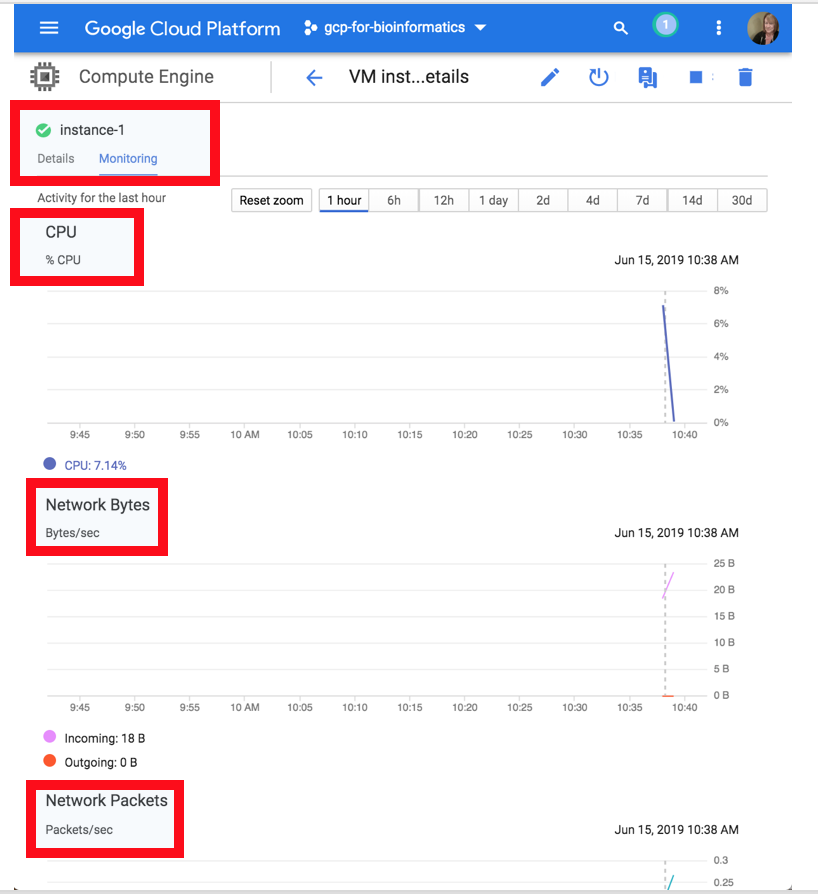 Google Cloud Platform gcp-for-bioinformatics 1
Compute Engine VM inst...etails
instance-1
Details Monitoring
Activity for the last hour Reset zoom 1 hour 6h 12h 1 day 2d 4d 7d 14d 30d
CPU
% CPU Jun 15, 2019 10:38 AM
8%
6%
4%
2%
0%
9:45 9:50 9:55 10 AM 10:05 10:10 10:15 10:20 10:25 10:30 10:35 10:40
CPU: 7.14%
Network Bytes
Bytes/sec Jun 15, 2019 10:38 AM
25 B
20 B
15 B
10 B
5 B
0 B
9:45 9:50 9:55 10 AM 10:05 10:10 10:15 10:20 10:25 10:30 10:35 10:40
Incoming: 18 B
Outgoing: 0 B
Network Packets
Packets/sec Jun 15, 2019 10:38 AM
0.3
0.25